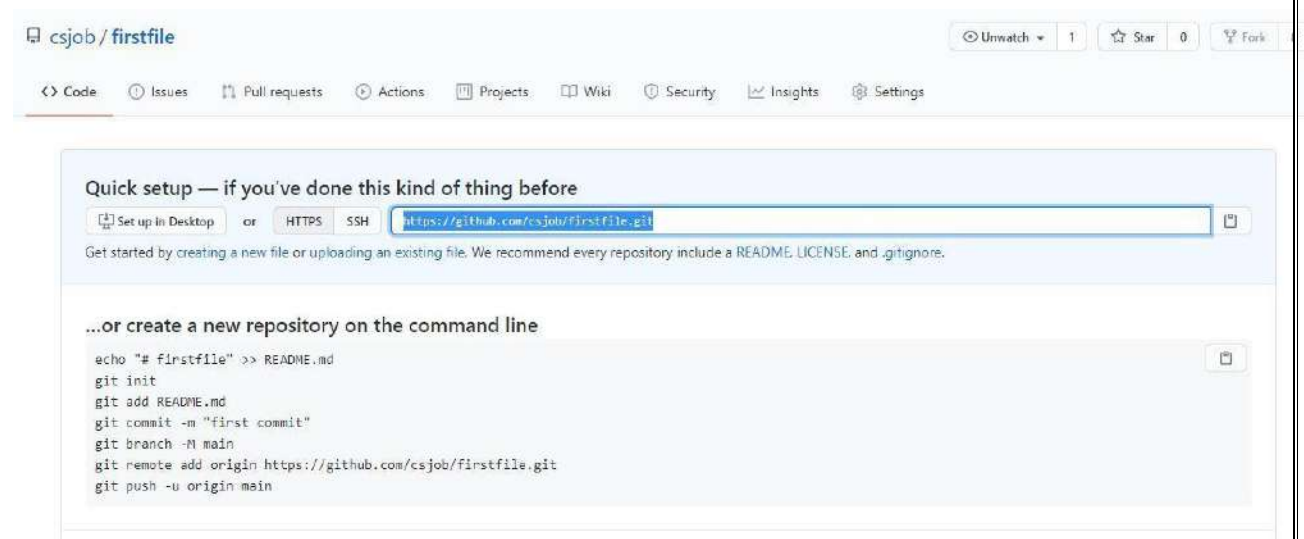 csjob / firstfile
Unwatch 1 Star 0 Fork
Code Issues Pull requests Actions Projects Wiki Security Insights Settings
Quick setup — if you've done this kind of thing before
Set up in Desktop or HTTPS SSH https://github.com/csjob/firstfile.git
Get started by creating a new file or uploading an existing file. We recommend every repository include a README, LICENSE, and .gitignore.
...or create a new repository on the command line
echo "# firstfile" >> README.md
git init
git add README.md
git commit -m "first commit"
git branch -M main
git remote add origin https://github.com/csjob/firstfile.git
git push -u origin main